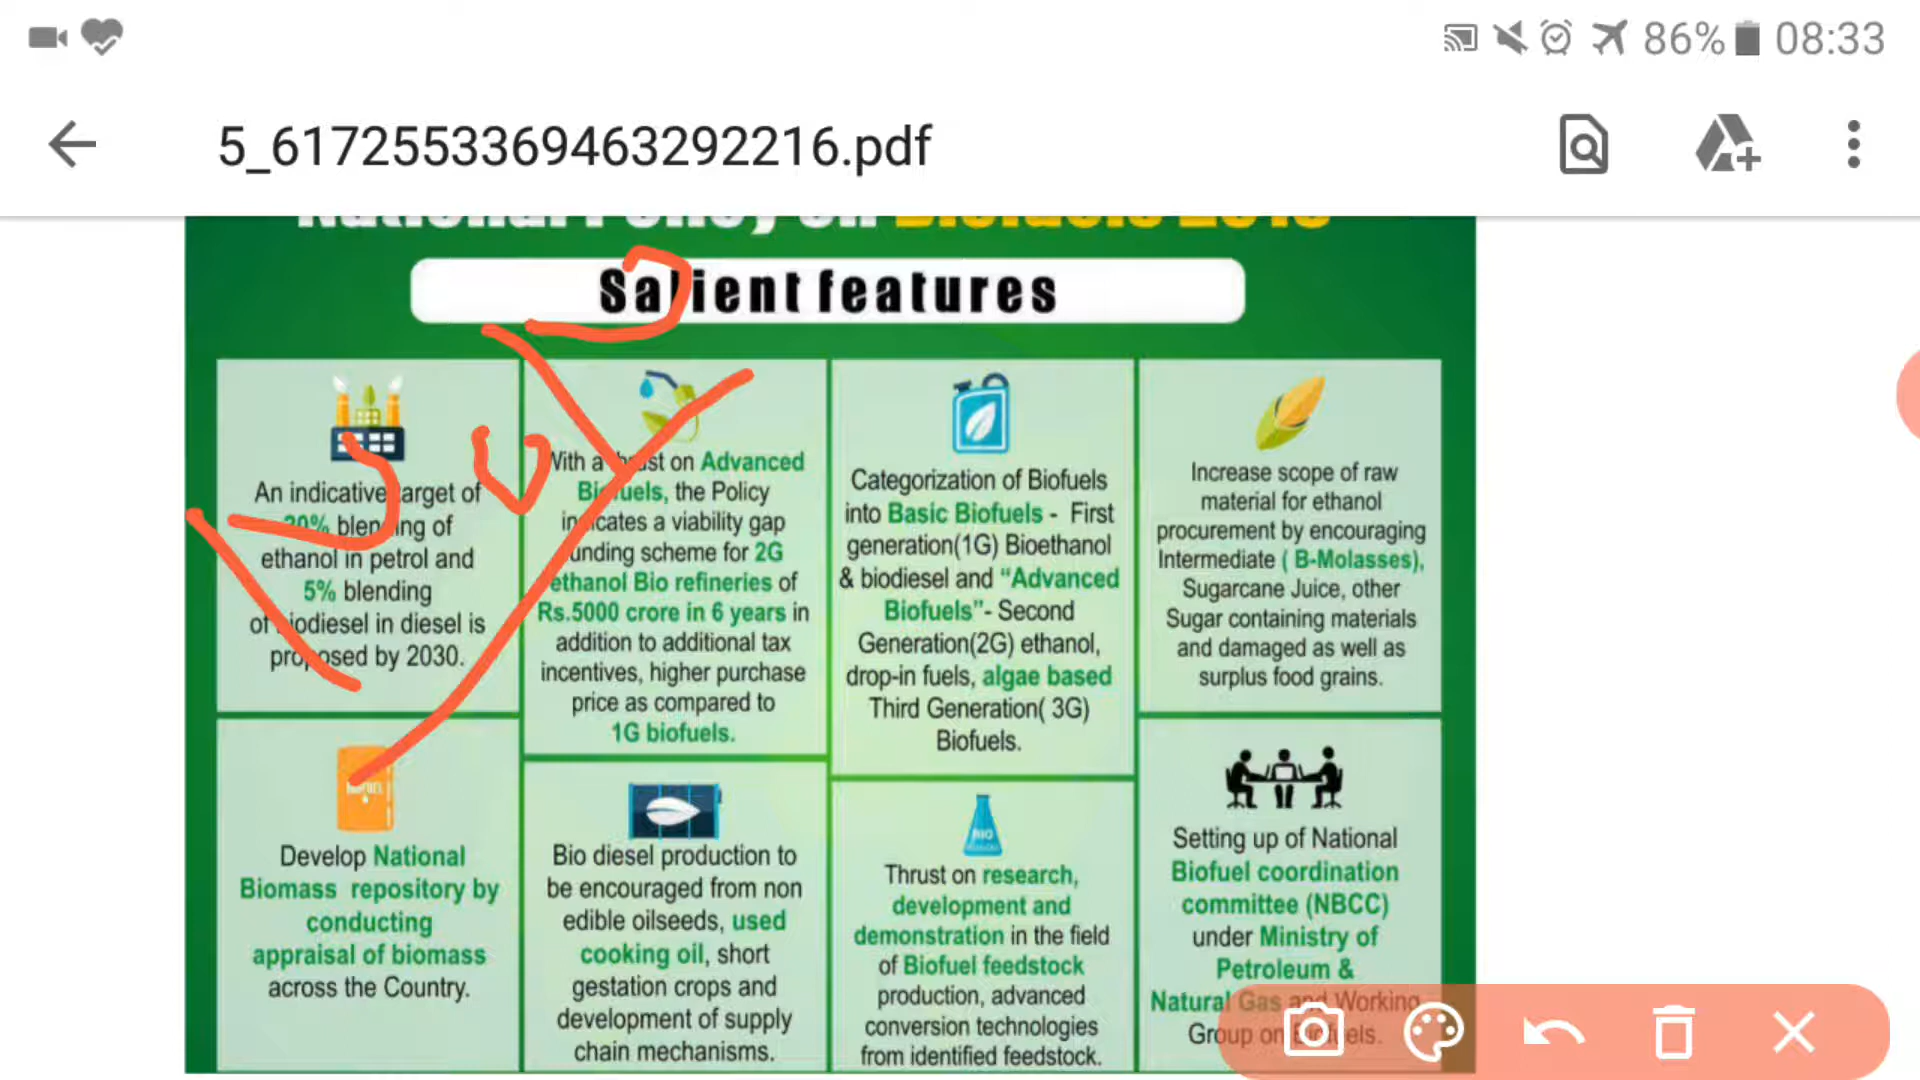 86% 08:33
5_6172553369463292216.pdf
National Policy on Biofuels 2018
Salient features
An indicative target of
20% blending of
ethanol in petrol and
5% blending
of biodiesel in diesel is
proposed by 2030.
With a thrust on Advanced
Biofuels, the Policy
indicates a viability gap
funding scheme for 2G
ethanol Bio refineries of
Rs.5000 crore in 6 years in
addition to additional tax
incentives, higher purchase
price as compared to
1G biofuels.
Categorization of Biofuels
into Basic Biofuels - First
generation(1G) Bioethanol
& biodiesel and “Advanced
Biofuels”- Second
Generation(2G) ethanol,
drop-in fuels, algae based
Third Generation( 3G)
Biofuels.
Increase scope of raw
material for ethanol
procurement by encouraging
Intermediate ( B-Molasses),
Sugarcane Juice, other
Sugar containing materials
and damaged as well as
surplus food grains.
BIOFUEL
Develop National
Biomass repository by
conducting
appraisal of biomass
across the Country.
Bio diesel production to
be encouraged from non
edible oilseeds, used
cooking oil, short
gestation crops and
development of supply
chain mechanisms.
BIO
Thrust on research,
development and
demonstration in the field
of Biofuel feedstock
production, advanced
conversion technologies
from identified feedstock.
Setting up of National
Biofuel coordination
committee (NBCC)
under Ministry of
Petroleum &
Natural Gas and Working
Group on Biofuels.